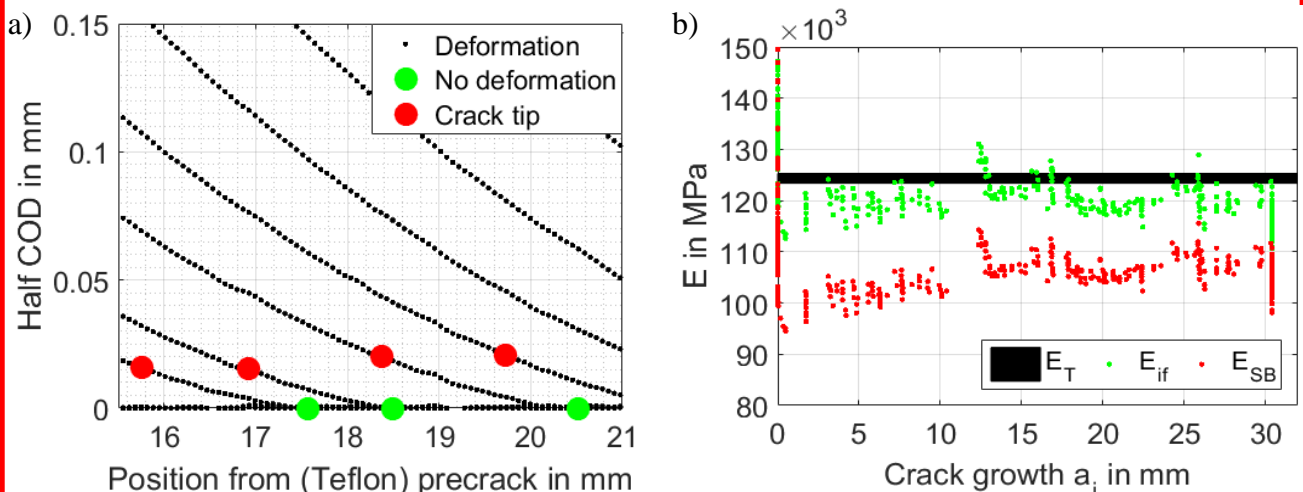 a)
0.15
0.1
0.05
0
Half COD in mm
Deformation
No deformation
Crack tip
16 17 18 19 20 21
Position from (Teflon) precrack in mm
b)
×10³
150
140
130
120
110
100
90
80
E in MPa
E_T E_if E_SB
0 5 10 15 20 25 30
Crack growth a_i in mm